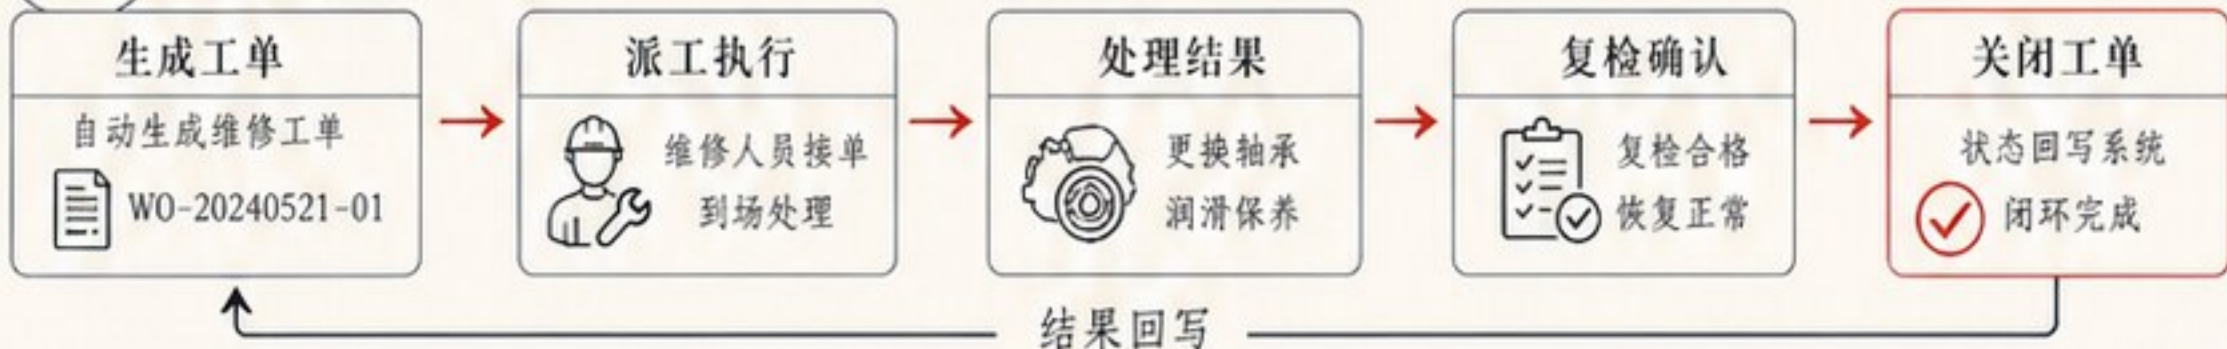 生成工单
自动生成维修工单
WO-20240521-01
派工执行
维修人员接单
到场处理
处理结果
更换轴承
润滑保养
复检确认
复检合格
恢复正常
关闭工单
状态回写系统
闭环完成
结果回写